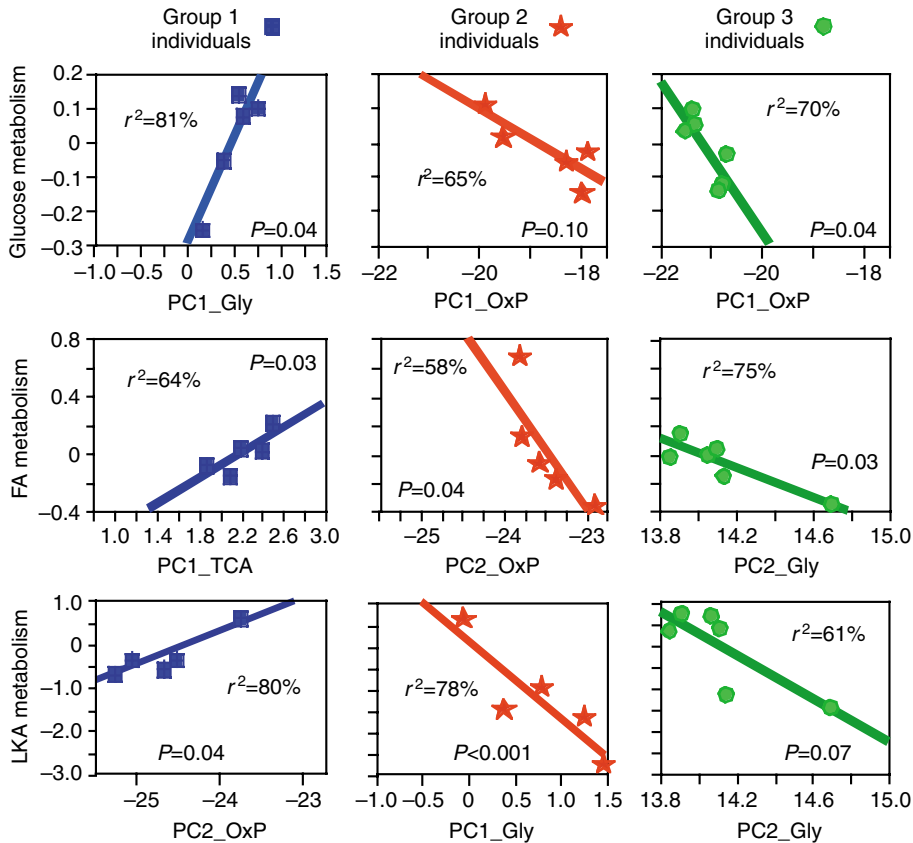 Group 1
individuals
Group 2
individuals
Group 3
individuals
Glucose metabolism
0.2
0.1
0
−0.1
−0.2
−0.3
r²=81%
P=0.04
−1.0 −0.5 0 0.5 1.0 1.5
PC1_Gly
r²=65%
P=0.10
−22 −20 −18
PC1_OxP
r²=70%
P=0.04
−22 −20 −18
PC1_OxP
FA metabolism
0.8
0.4
0
−0.4
r²=64%
P=0.03
1.0 1.4 1.8 2.2 2.6 3.0
PC1_TCA
r²=58%
P=0.04
−25 −24 −23
PC2_OxP
r²=75%
P=0.03
13.8 14.2 14.6 15.0
PC2_Gly
LKA metabolism
1.0
0
−1.0
−2.0
−3.0
r²=80%
P=0.04
−25 −24 −23
PC2_OxP
r²=78%
P<0.001
−1.0 −0.5 0 0.5 1.0 1.5
PC1_Gly
r²=61%
P=0.07
13.8 14.2 14.6 15.0
PC2_Gly